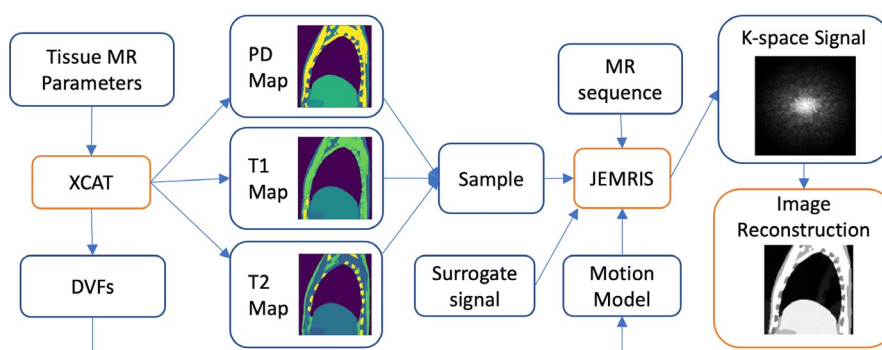 Tissue MR
Parameters
XCAT
DVFs
PD
Map
T1
Map
T2
Map
Sample
Surrogate
signal
MR
sequence
JEMRIS
Motion
Model
K-space Signal
Image
Reconstruction